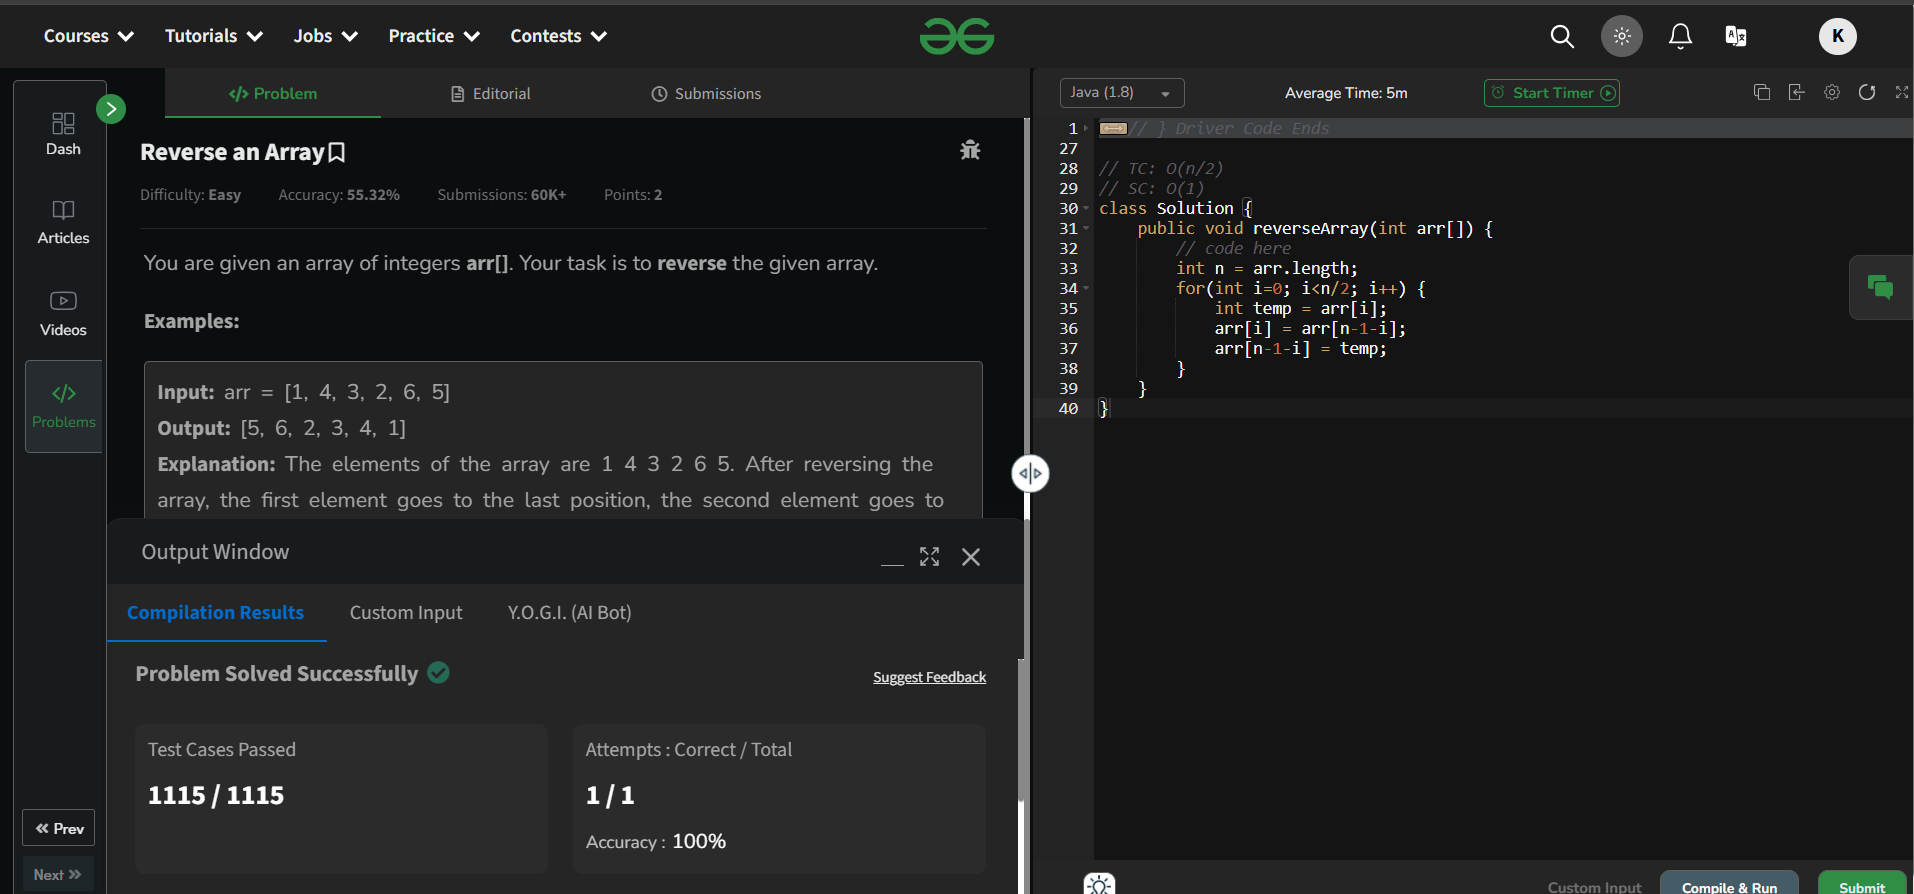 Courses Tutorials Jobs Practice Contests
K
Dash
Articles
Videos
Problems
Prev
Next
Problem Editorial Submissions
Reverse an Array
Difficulty: Easy Accuracy: 55.32% Submissions: 60K+ Points: 2
You are given an array of integers arr[]. Your task is to reverse the given array.
Examples:
Input: arr = [1, 4, 3, 2, 6, 5]
Output: [5, 6, 2, 3, 4, 1]
Explanation: The elements of the array are 1 4 3 2 6 5. After reversing the
array, the first element goes to the last position, the second element goes to
Output Window
Compilation Results Custom Input Y.O.G.I. (AI Bot)
Problem Solved Successfully
Suggest Feedback
Test Cases Passed
1115 / 1115
Attempts : Correct / Total
1 / 1
Accuracy : 100%
Java (1.8) Average Time: 5m Start Timer
1 // } Driver Code Ends
27
28 // TC: O(n/2)
29 // SC: O(1)
30 class Solution {
31 public void reverseArray(int arr[]) {
32 // code here
33 int n = arr.length;
34 for(int i=0; i<n/2; i++) {
35 int temp = arr[i];
36 arr[i] = arr[n-1-i];
37 arr[n-1-i] = temp;
38 }
39 }
40 }
Custom Input Compile & Run Submit